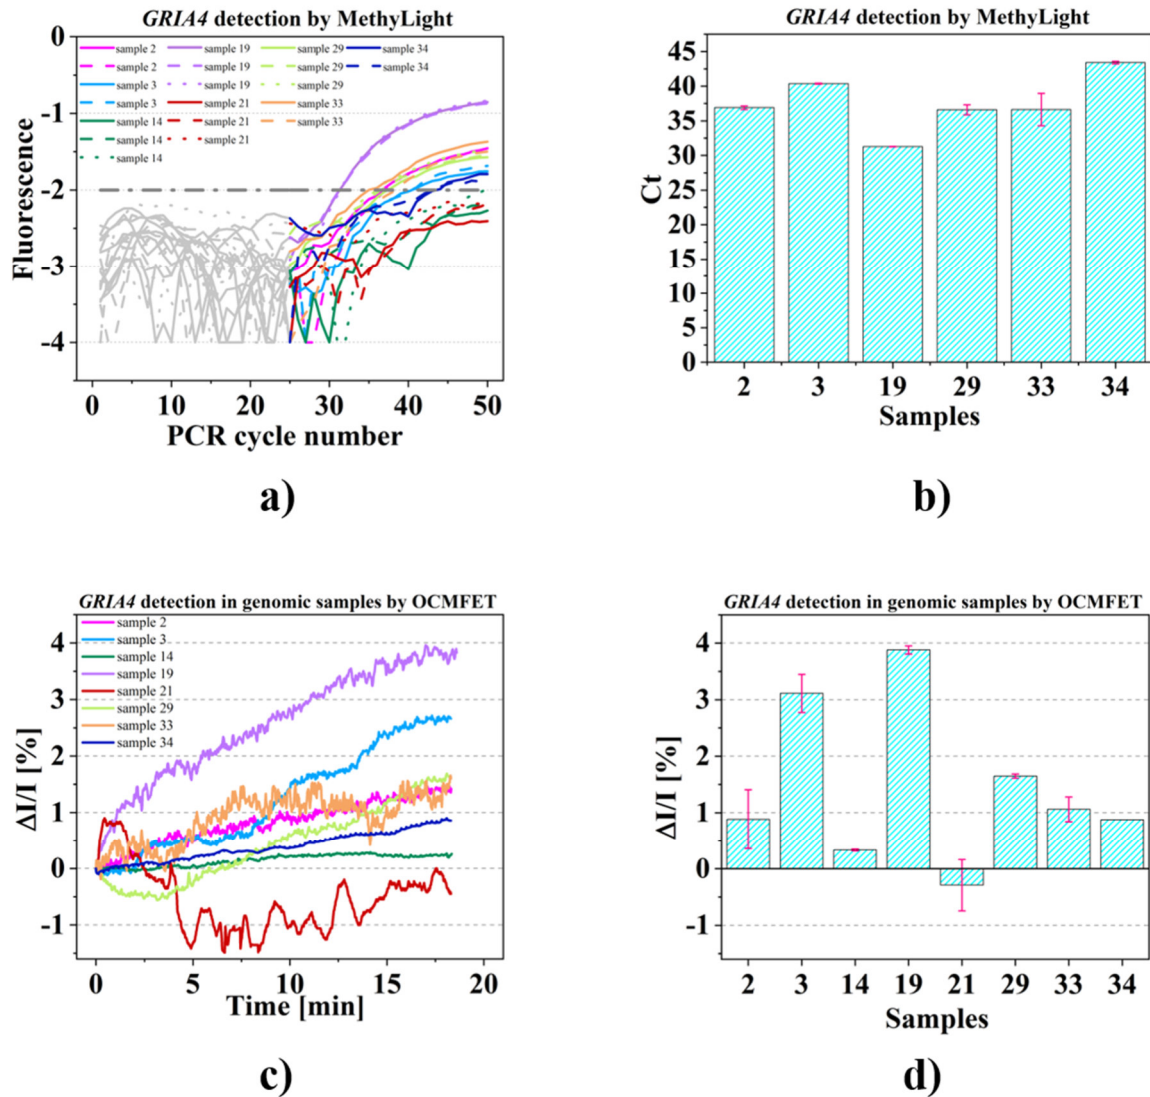 GRIA4 detection by MethyLight
-2
-1
-2
-3
-4
Fluorescence
sample 2
sample 2
sample 3
sample 3
sample 14
sample 14
sample 14
sample 19
sample 19
sample 19
sample 21
sample 21
sample 21
sample 29
sample 29
sample 29
sample 33
sample 33
sample 34
sample 34
0 10 20 30 40 50
PCR cycle number
a)
GRIA4 detection by MethyLight
45
40
35
30
25
20
15
10
5
0
Ct
2 3 19 29 33 34
Samples
b)
GRIA4 detection in genomic samples by OCMFET
4
3
2
1
0
-1
ΔI/I [%]
sample 2
sample 3
sample 14
sample 19
sample 21
sample 29
sample 33
sample 34
0 5 10 15 20
Time [min]
c)
GRIA4 detection in genomic samples by OCMFET
4
3
2
1
0
-1
ΔI/I [%]
2 3 14 19 21 29 33 34
Samples
d)